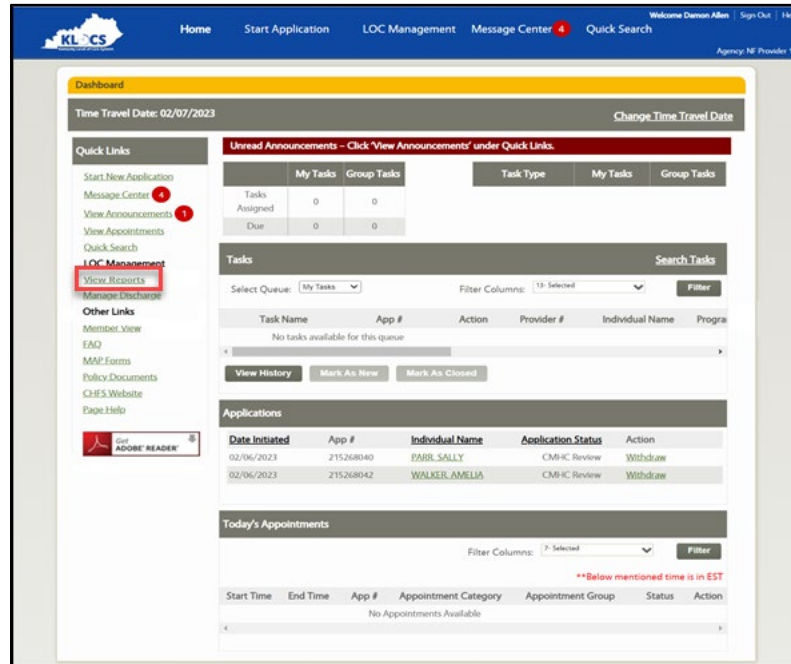 Welcome Damon Allen | Sign Out |
KLOCS
Home Start Application LOC Management Message Center 4 Quick Search
Agency: NF Provider
Dashboard
Time Travel Date: 02/07/2023 Change Time Travel Date
Quick Links
Start New Application
Message Center 4
View Announcements 1
View Appointments
Quick Search
LOC Management
View Reports
Manage Discharge
Other Links
Member View
FAQ
MAP Forms
Policy Documents
CHFS Website
Page Help
Get
ADOBE® READER®
Unread Announcements – Click 'View Announcements' under Quick Links.
My Tasks Group Tasks
Tasks Assigned 0 0
Due 0 0
Task Type My Tasks Group Tasks
Tasks Search Tasks
Select Queue: My Tasks Filter Columns: 13- Selected Filter
Task Name App # Action Provider # Individual Name Progra
No tasks available for this queue
View History Mark As New Mark As Closed
Applications
Date Initiated App # Individual Name Application Status Action
02/06/2023 215268040 PARR, SALLY CMHC Review Withdraw
02/06/2023 215268042 WALKER, AMELIA CMHC Review Withdraw
Today's Appointments
Filter Columns: 7- Selected Filter
**Below mentioned time is in EST
Start Time End Time App # Appointment Category Appointment Group Status Action
No Appointments Available